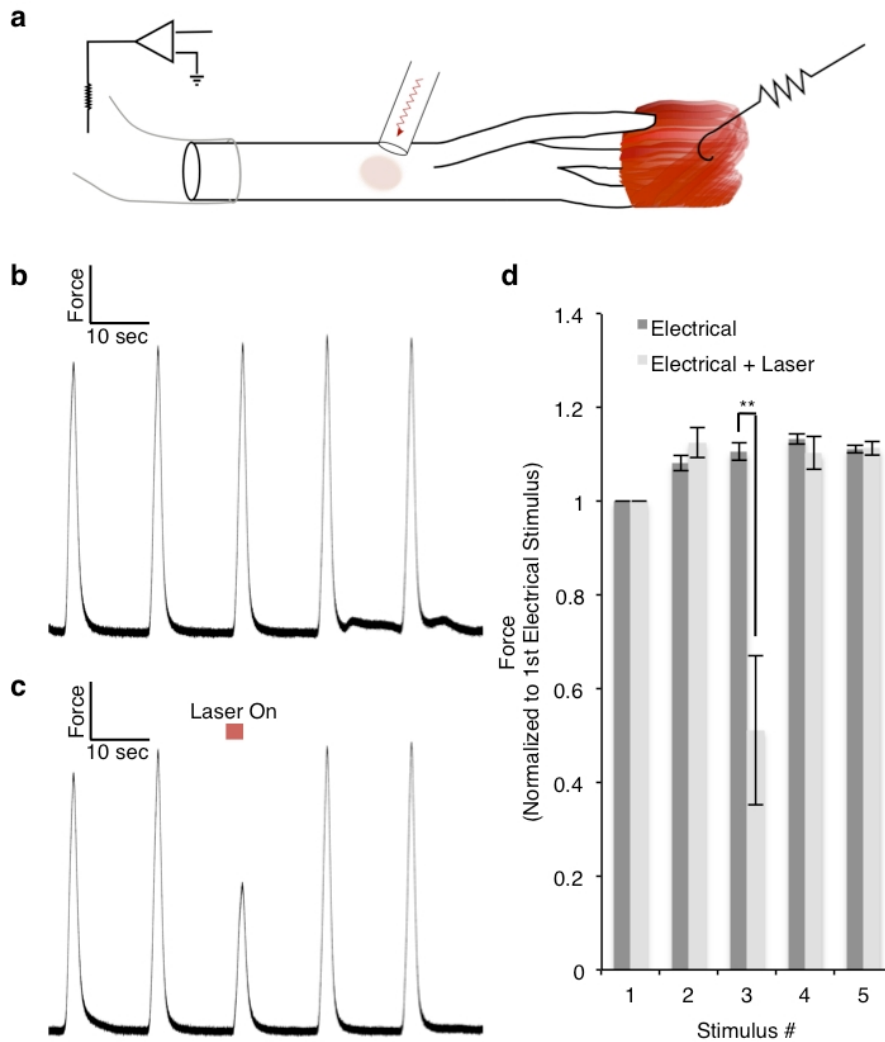 a
b
Force
10 sec
c
Force
10 sec
Laser On
d
Force
(Normalized to 1st Electrical Stimulus)
1.4
1.2
1
0.8
0.6
0.4
0.2
0
Electrical
Electrical + Laser
**
1 2 3 4 5
Stimulus #